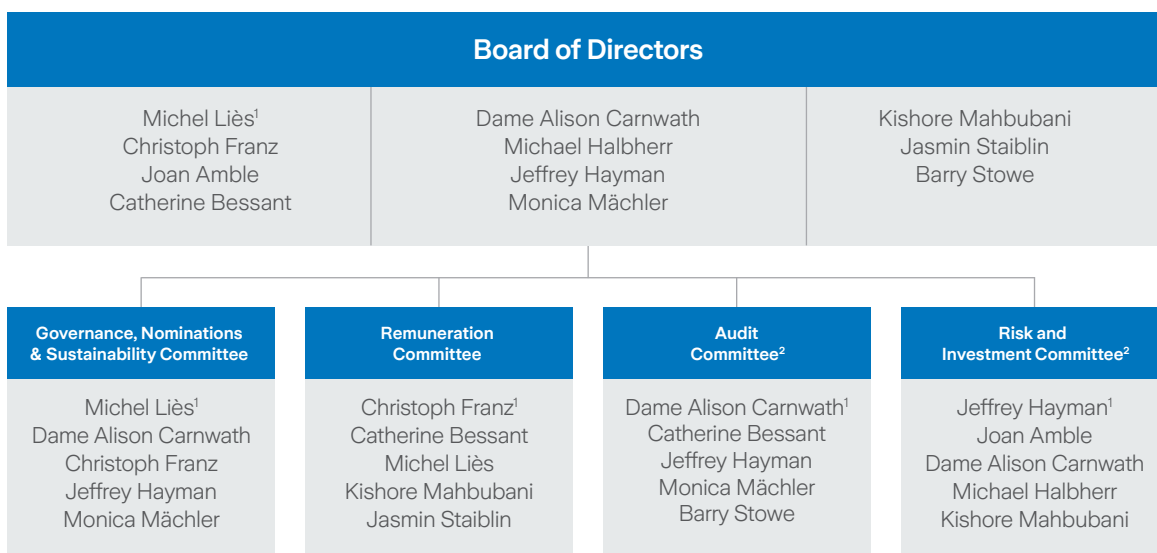 Board of Directors
Michel Liès¹
Christoph Franz
Joan Amble
Catherine Bessant
Dame Alison Carnwath
Michael Halbherr
Jeffrey Hayman
Monica Mächler
Kishore Mahbubani
Jasmin Staiblin
Barry Stowe
Governance, Nominations
& Sustainability Committee
Michel Liès¹
Dame Alison Carnwath
Christoph Franz
Jeffrey Hayman
Monica Mächler
Remuneration
Committee
Christoph Franz¹
Catherine Bessant
Michel Liès
Kishore Mahbubani
Jasmin Staiblin
Audit
Committee²
Dame Alison Carnwath¹
Catherine Bessant
Jeffrey Hayman
Monica Mächler
Barry Stowe
Risk and
Investment Committee²
Jeffrey Hayman¹
Joan Amble
Dame Alison Carnwath
Michael Halbherr
Kishore Mahbubani